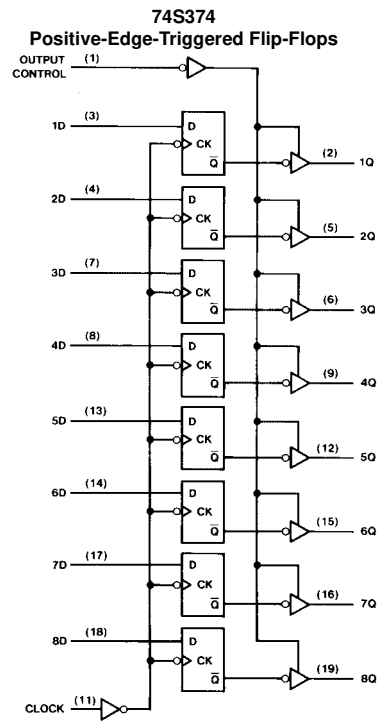 74S374
Positive-Edge-Triggered Flip-Flops
OUTPUT CONTROL (1)
1D (3) D CK Q̅ (2) 1Q
2D (4) D CK Q̅ (5) 2Q
3D (7) D CK Q̅ (6) 3Q
4D (8) D CK Q̅ (9) 4Q
5D (13) D CK Q̅ (12) 5Q
6D (14) D CK Q̅ (15) 6Q
7D (17) D CK Q̅ (16) 7Q
8D (18) D CK Q̅ (19) 8Q
CLOCK (11)